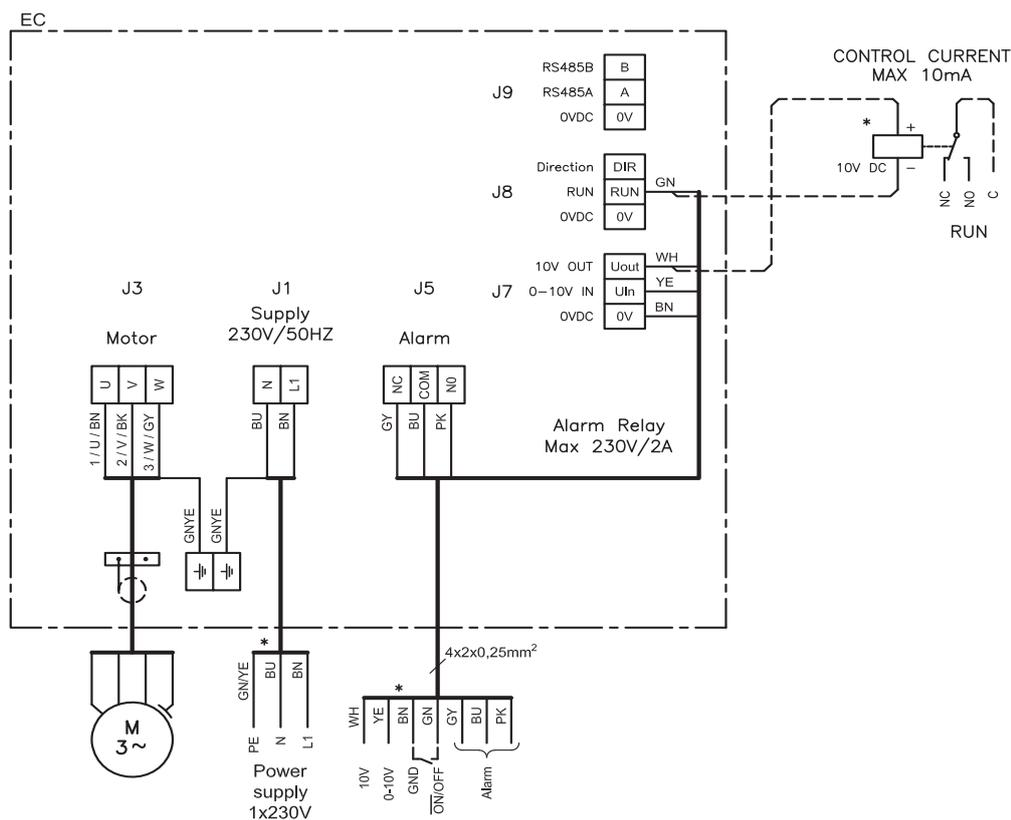 EC
CONTROL CURRENT
MAX 10mA
J9
RS485B B
RS485A A
0VDC 0V
*
+
10V DC
−
NC
NO
C
RUN
J8
Direction DIR
RUN RUN GN
0VDC 0V
J7
10V OUT Uout WH
0–10V IN UIn YE
0VDC 0V BN
J3
Motor
U
V
W
1 / U / BN
2 / V / BK
3 / W / GY
J1
Supply
230V/50HZ
N
L1
BU
BN
J5
Alarm
NC
COM
N0
GY
BU
PK
Alarm Relay
Max 230V/2A
GNYE
GNYE
M
3~
*
GN/YE
BU
BN
PE
N
L1
Power
supply
1x230V
4x2x0,25mm²
*
WH
YE
BN
GN
GY
BU
PK
10V
0-10V
GND
ON/OFF
Alarm